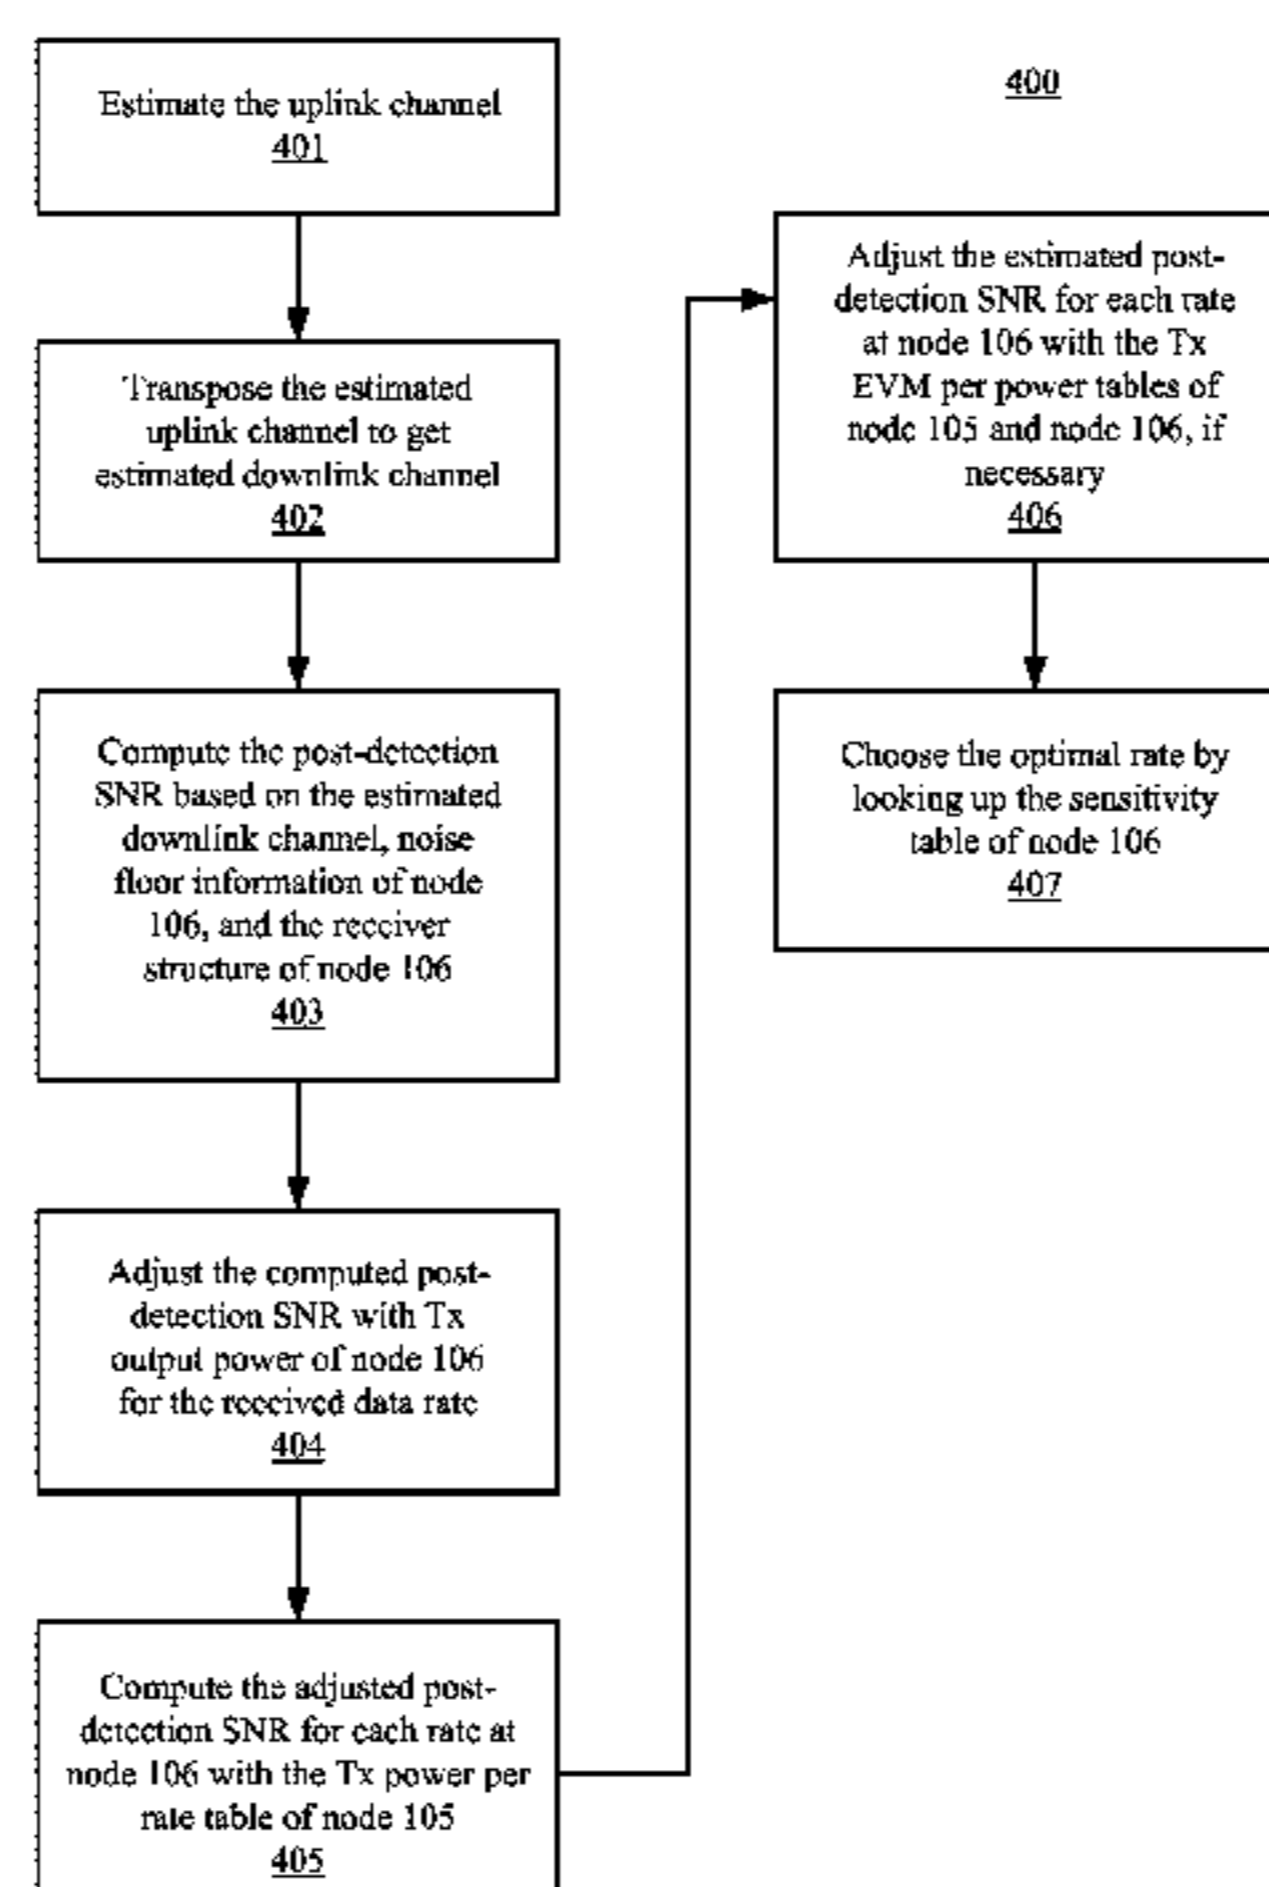 400
Estimate the uplink channel
401
Transpose the estimated
uplink channel to get
estimated downlink channel
402
Compute the post-detection
SNR based on the estimated
downlink channel, noise
floor information of node
106, and the receiver
structure of node 106
403
Adjust the computed post-
detection SNR with Tx
output power of node 106
for the received data rate
404
Compute the adjusted post-
detection SNR for each rate at
node 106 with the Tx power per
rate table of node 105
405
Adjust the estimated post-
detection SNR for each rate
at node 106 with the Tx
EVM per power tables of
node 105 and node 106, if
necessary
406
Choose the optimal rate by
looking up the sensitivity
table of node 106
407